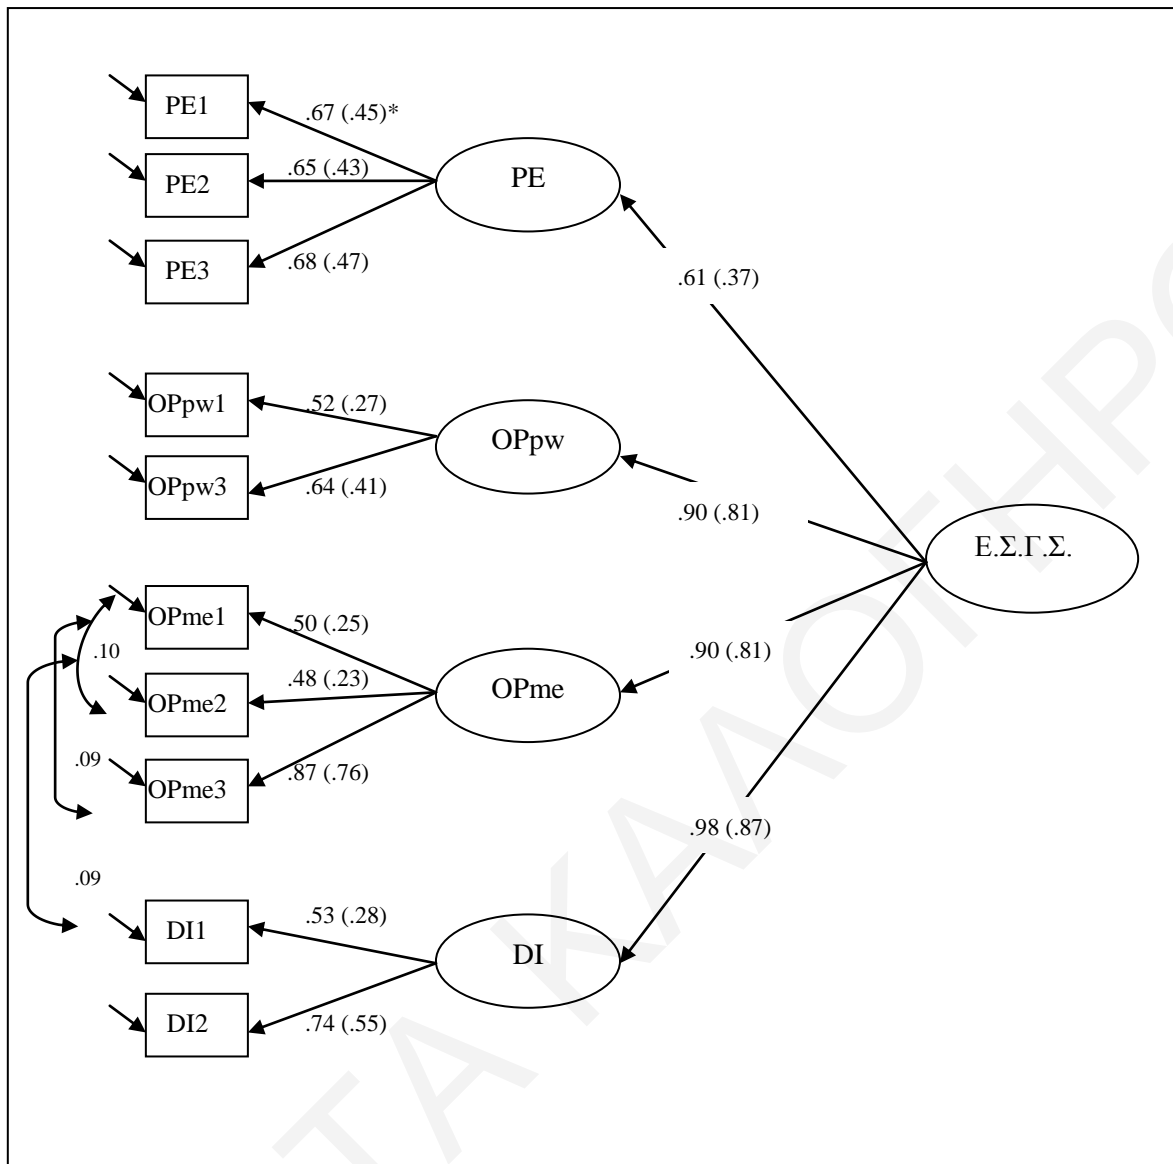 PE1
.67 (.45)*
PE2
.65 (.43)
PE
PE3
.68 (.47)
.61 (.37)
OPpw1
.52 (.27)
OPpw
OPpw3
.64 (.41)
.90 (.81)
Ε.Σ.Γ.Σ.
OPme1
.50 (.25)
.10
.90 (.81)
OPme2
.48 (.23)
OPme
.09
OPme3
.87 (.76)
.98 (.87)
.09
DI1
.53 (.28)
DI
DI2
.74 (.55)
ΤΑ ΚΑΛΟΓΗΡΟ